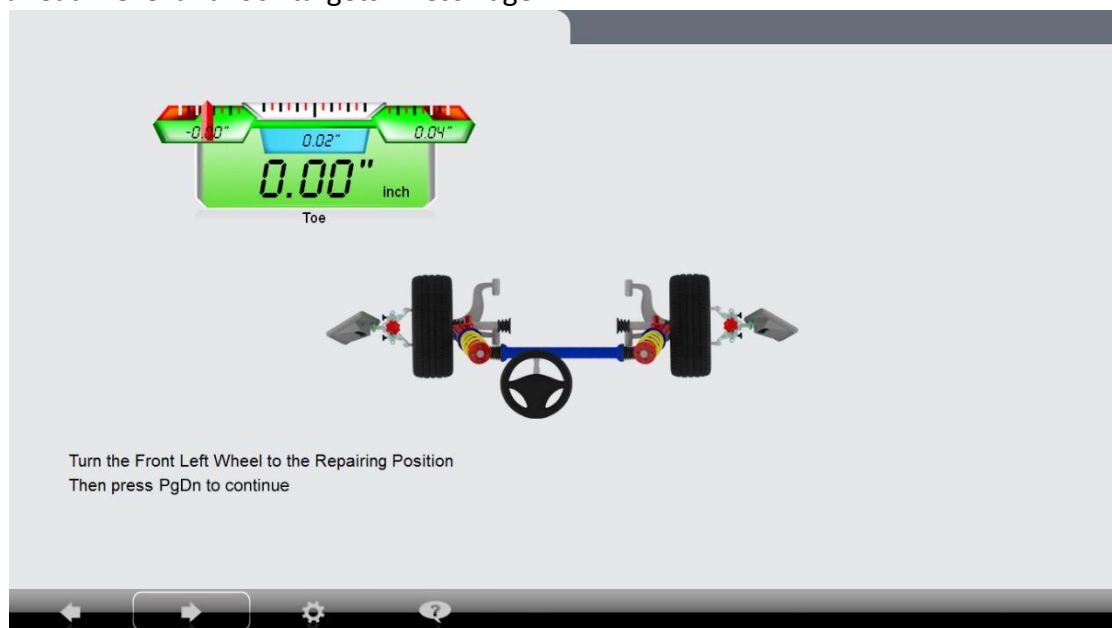 -0.00" 0.02" 0.04"
0.00" inch
Toe
Turn the Front Left Wheel to the Repairing Position
Then press PgDn to continue
?